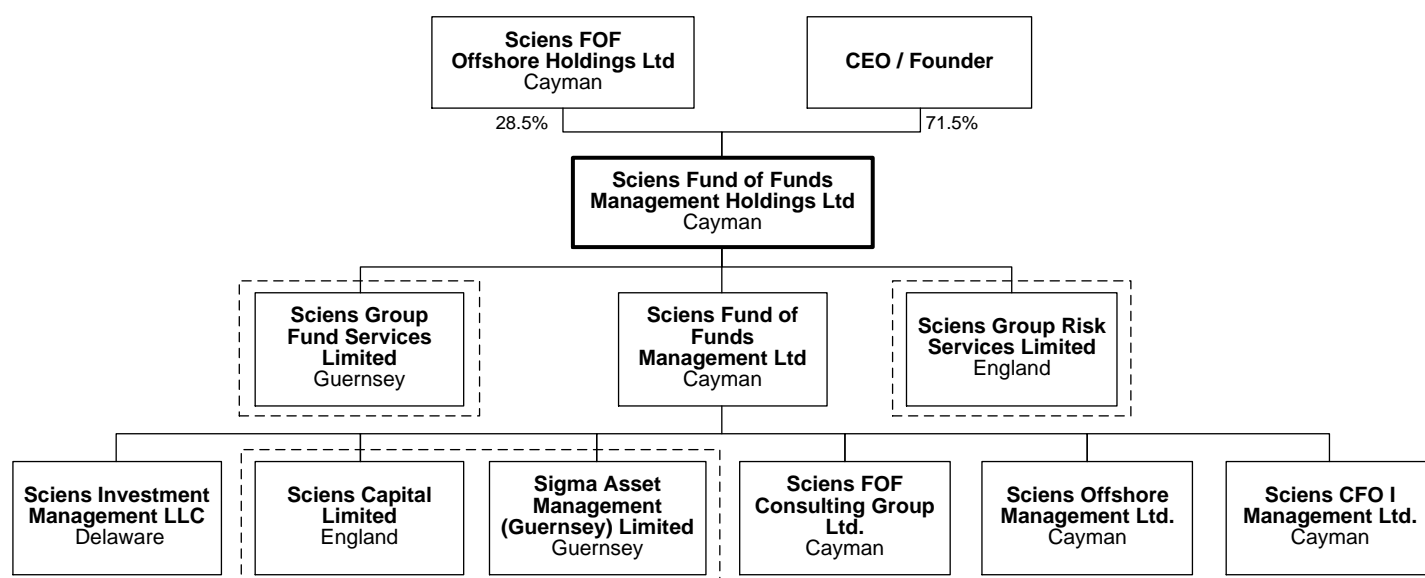 Sciens FOF
Offshore Holdings Ltd
Cayman
CEO / Founder
28.5%
71.5%
Sciens Fund of Funds
Management Holdings Ltd
Cayman
Sciens Group
Fund Services
Limited
Guernsey
Sciens Fund of
Funds
Management Ltd
Cayman
Sciens Group Risk
Services Limited
England
Sciens Investment
Management LLC
Delaware
Sciens Capital
Limited
England
Sigma Asset
Management
(Guernsey) Limited
Guernsey
Sciens FOF
Consulting Group
Ltd.
Cayman
Sciens Offshore
Management Ltd.
Cayman
Sciens CFO I
Management Ltd.
Cayman